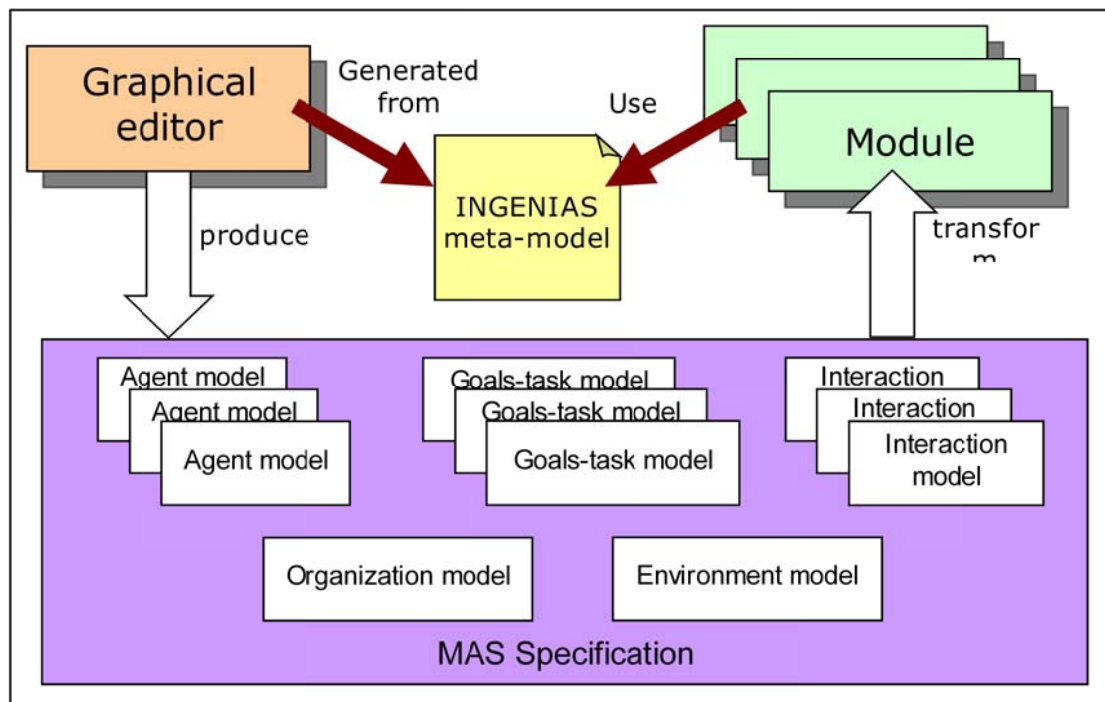 Graphical
editor
Generated
from
Use
Module
INGENIAS
meta-model
produce
transfor
m
Agent model
Agent model
Agent model
Goals-task model
Goals-task model
Goals-task model
Interaction
Interaction
Interaction
model
Organization model
Environment model
MAS Specification